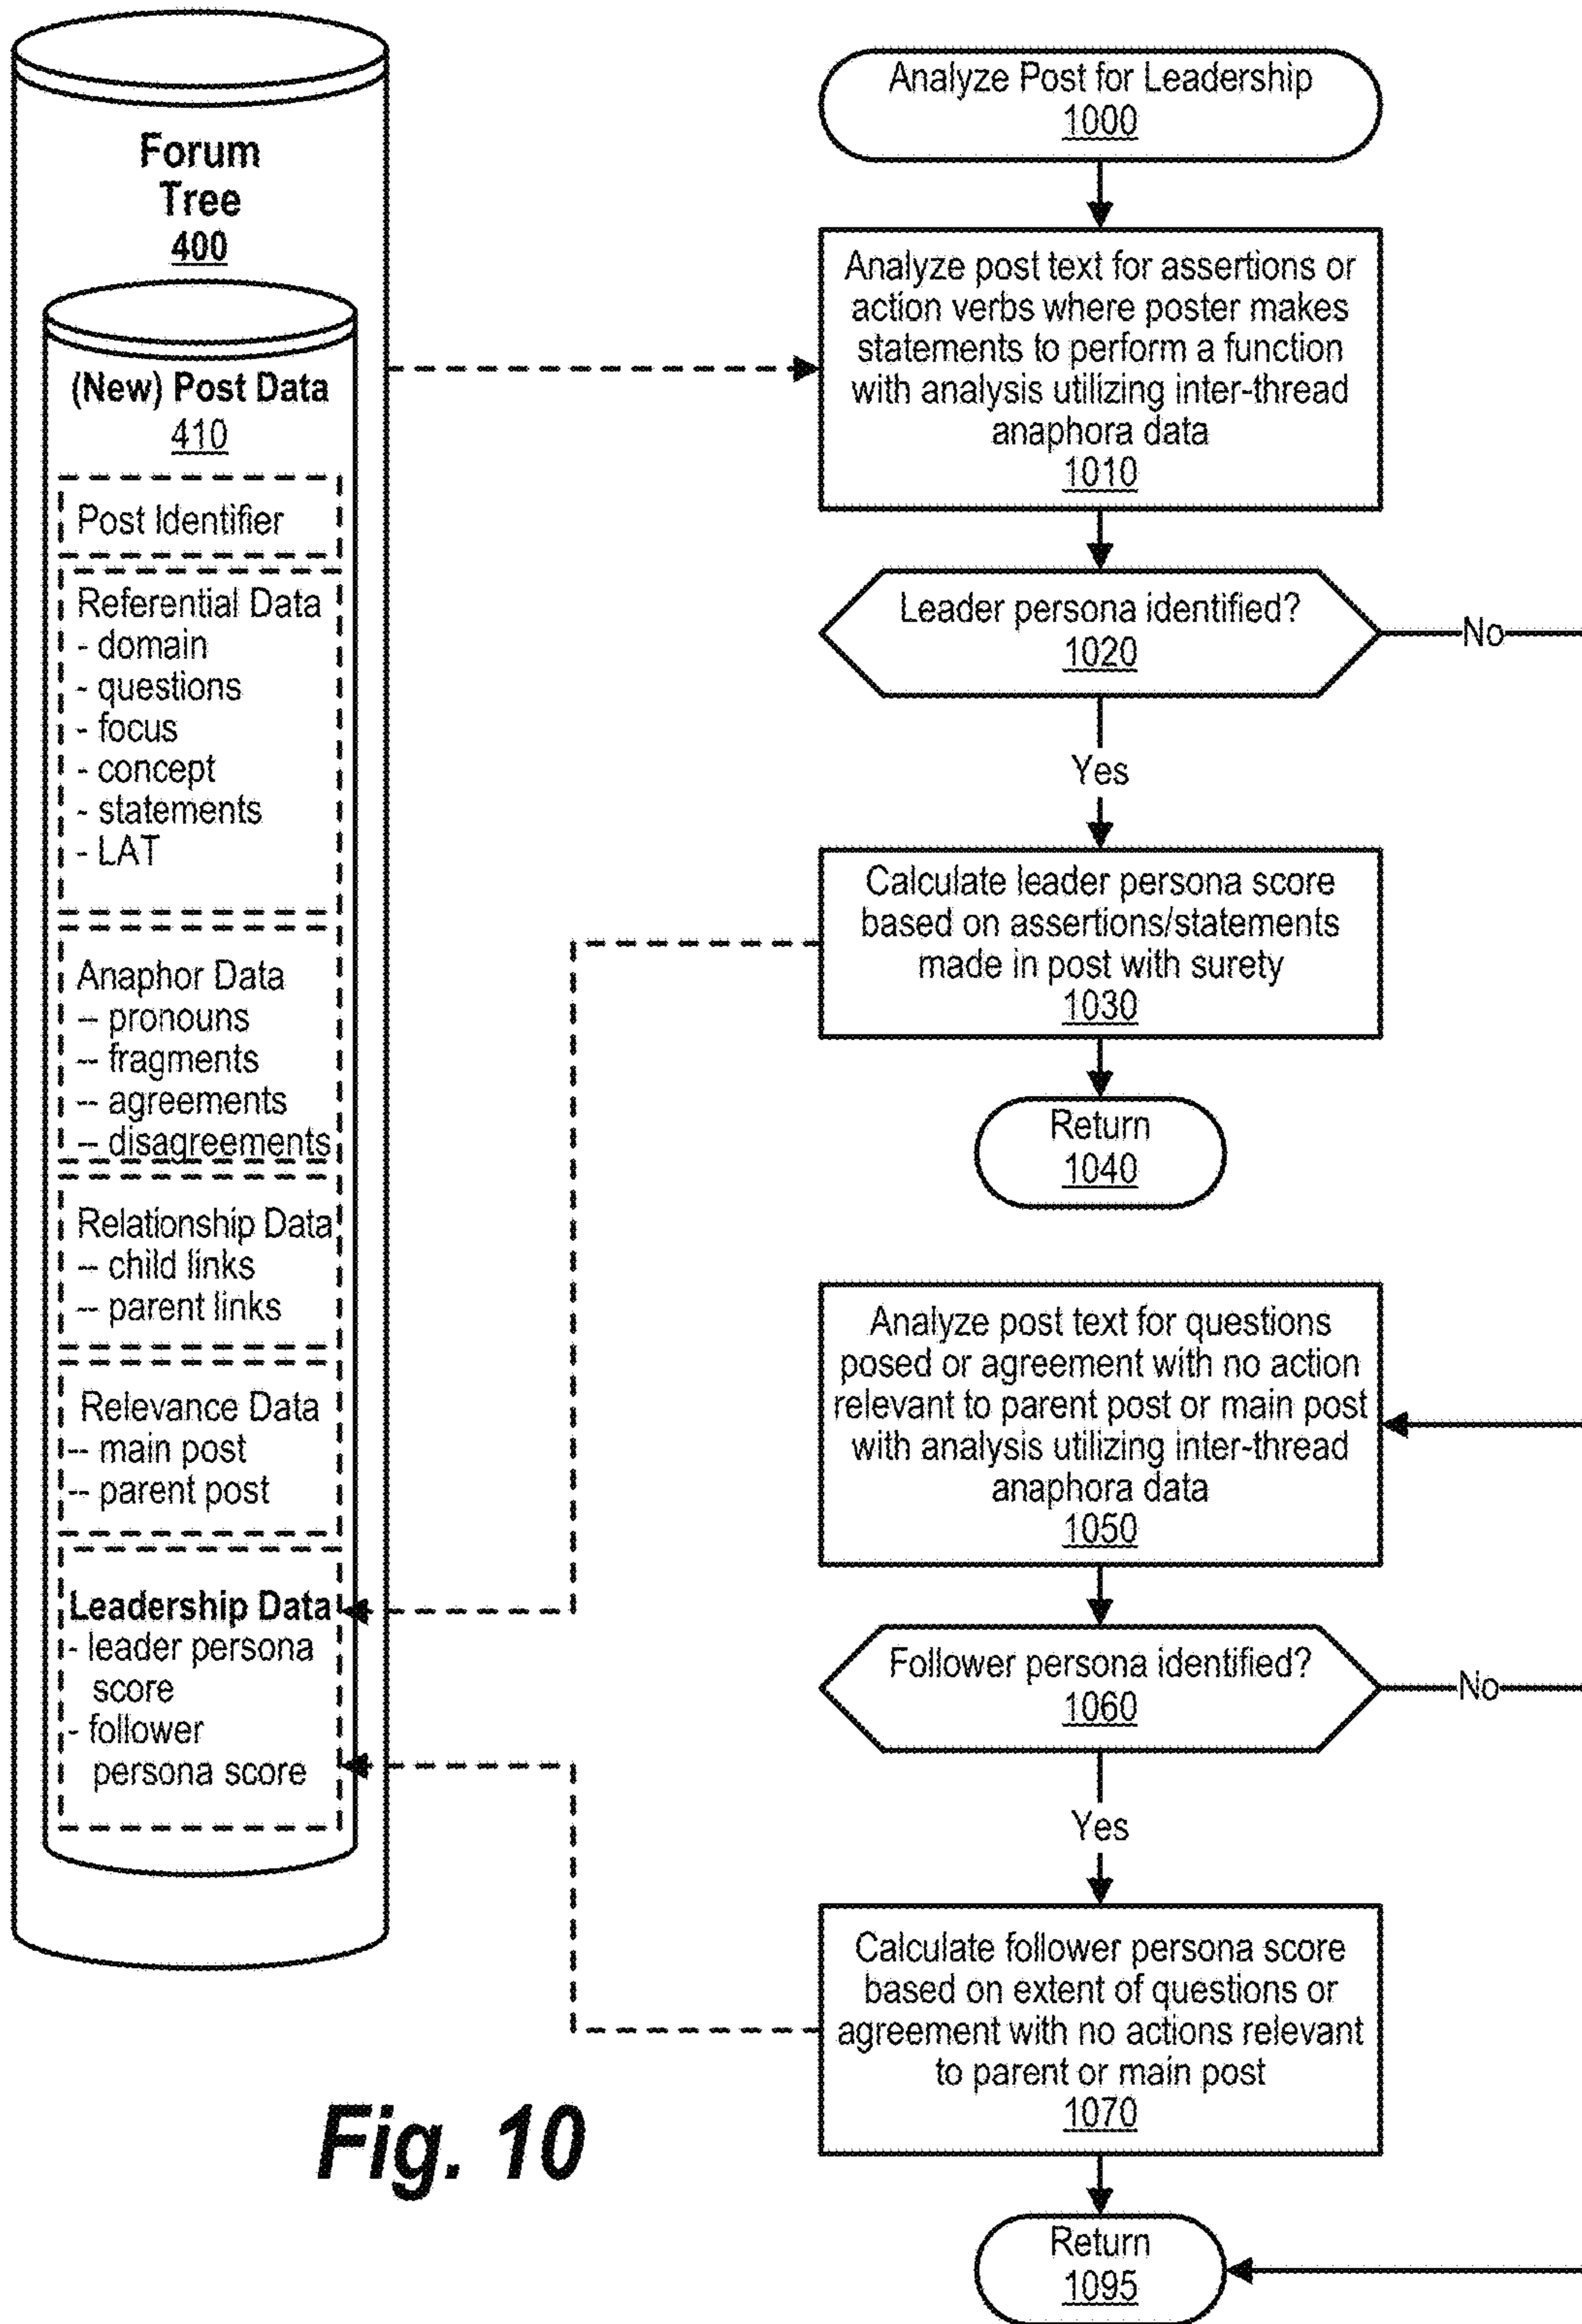 Forum
Tree
400
(New) Post Data
410
Post Identifier
Referential Data
- domain
- questions
- focus
- concept
- statements
- LAT
Anaphor Data
-- pronouns
-- fragments
-- agreements
-- disagreements
Relationship Data
-- child links
-- parent links
Relevance Data
-- main post
-- parent post
Leadership Data
- leader persona
score
- follower
persona score
Analyze Post for Leadership
1000
Analyze post text for assertions or
action verbs where poster makes
statements to perform a function
with analysis utilizing inter-thread
anaphora data
1010
Leader persona identified?
1020
No
Yes
Calculate leader persona score
based on assertions/statements
made in post with surety
1030
Return
1040
Analyze post text for questions
posed or agreement with no action
relevant to parent post or main post
with analysis utilizing inter-thread
anaphora data
1050
Follower persona identified?
1060
No
Yes
Calculate follower persona score
based on extent of questions or
agreement with no actions relevant
to parent or main post
1070
Return
1095
Fig. 10